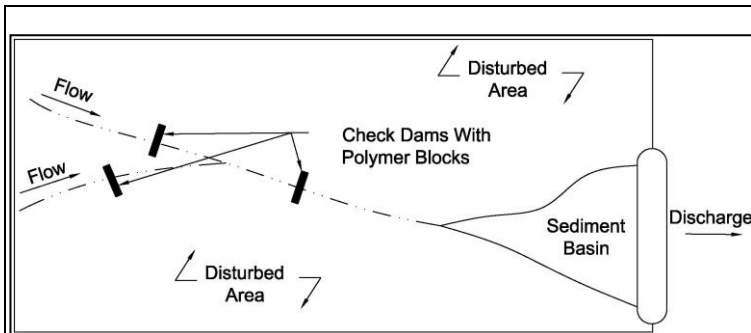 Flow
Disturbed
Area
Check Dams With
Polymer Blocks
Flow
Sediment
Basin
Discharge
Disturbed
Area